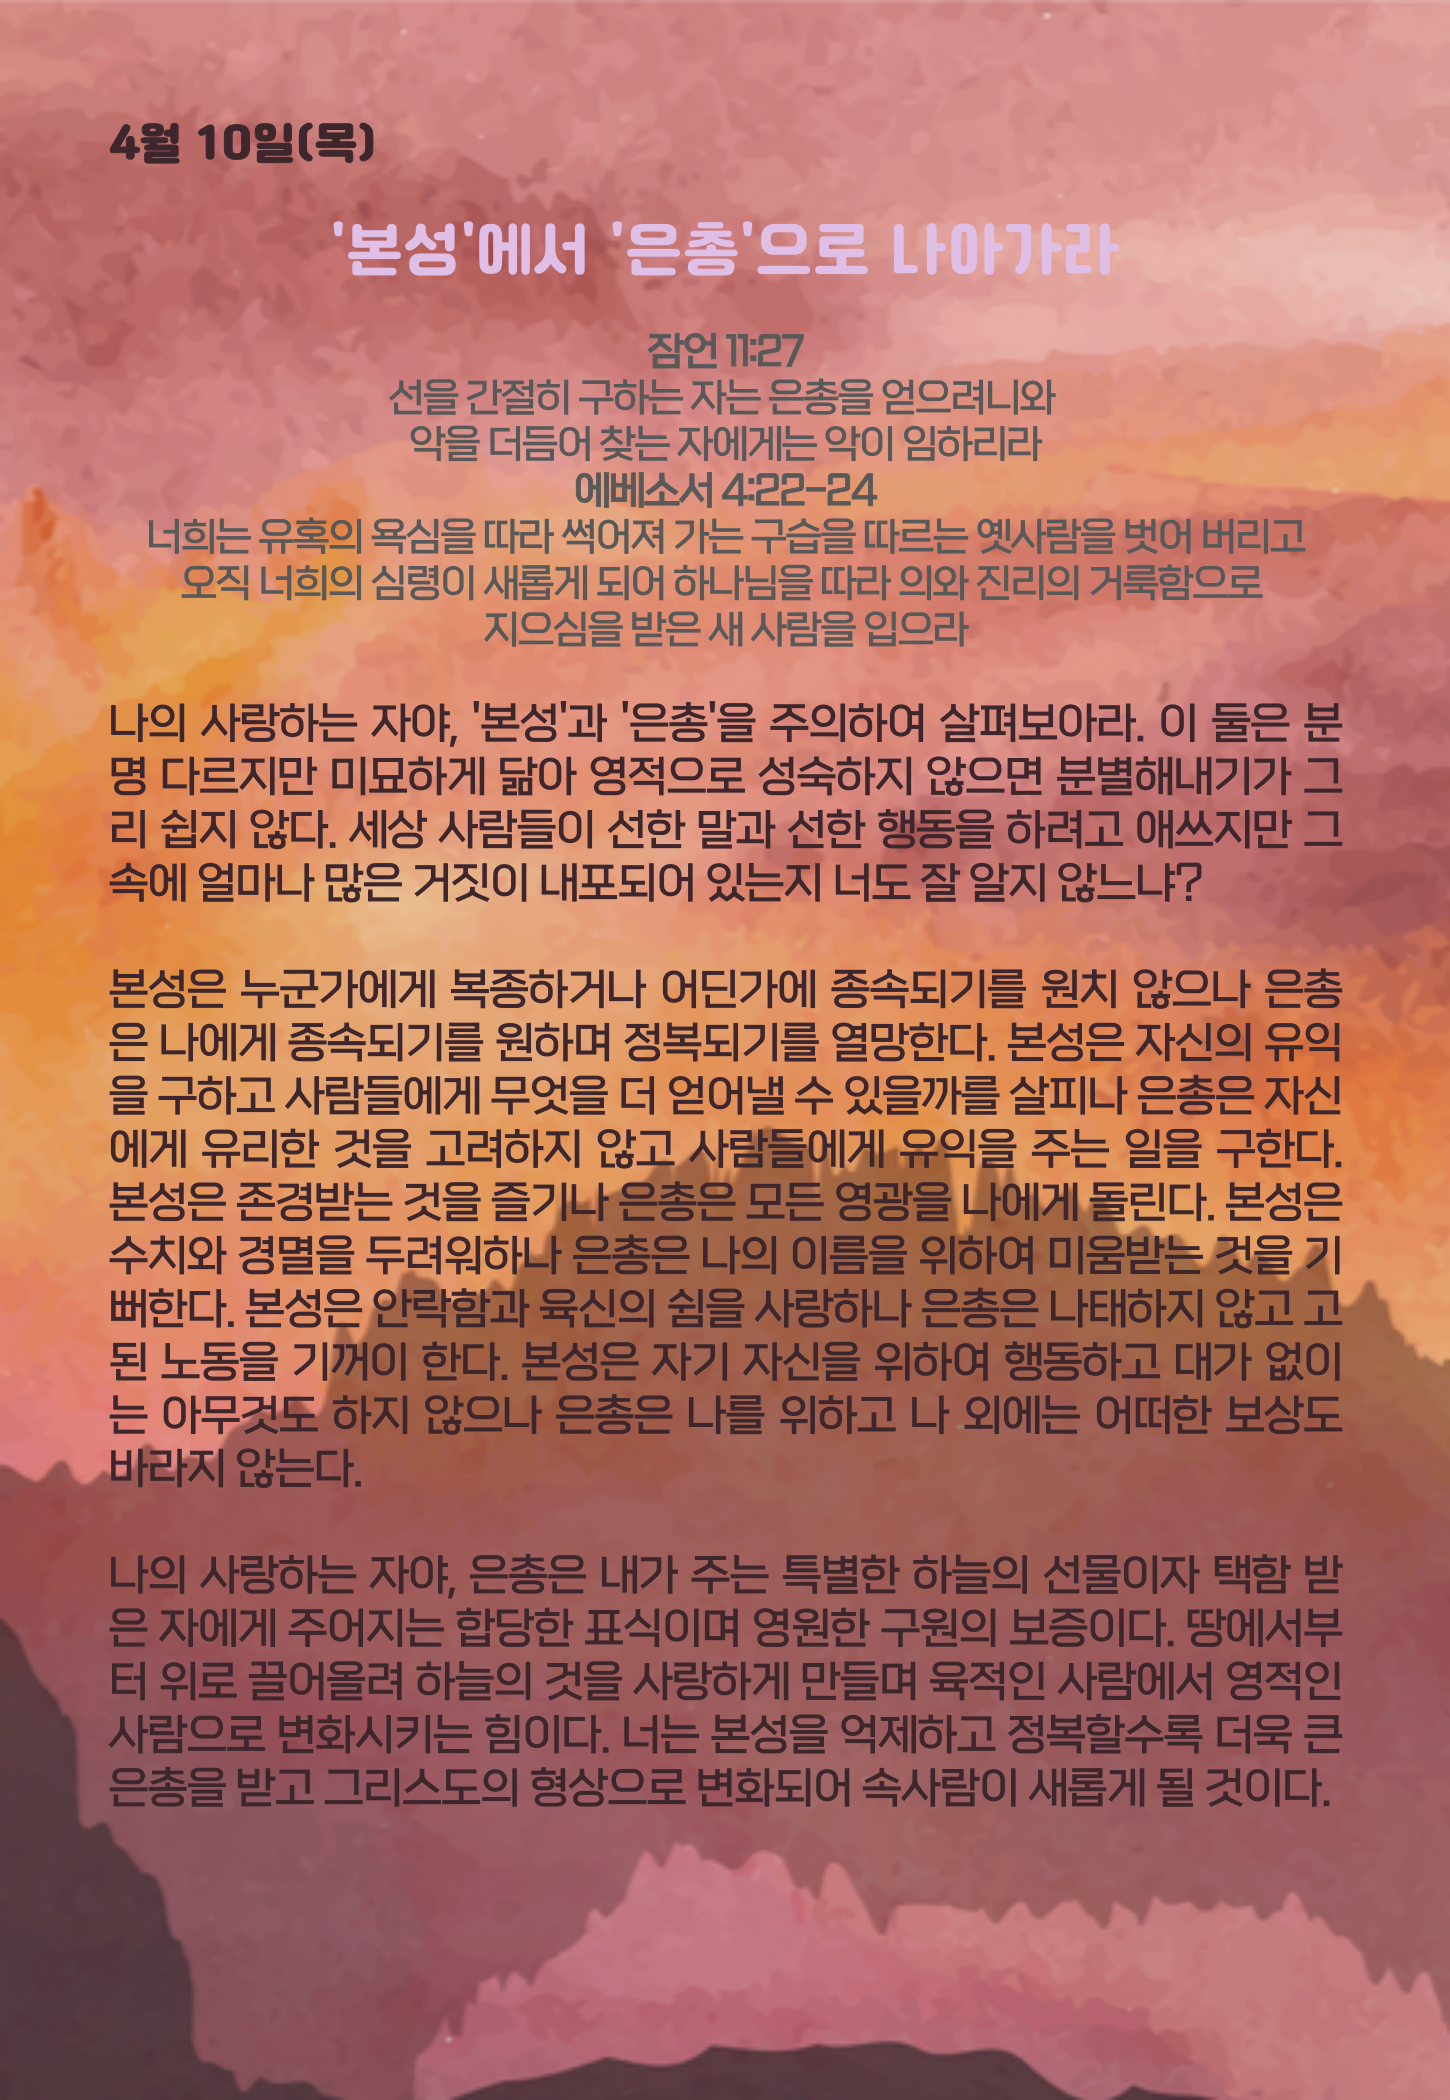 4월 10일(목)
'본성'에서 '은총'으로 나아가라
잠언 11:27
선을 간절히 구하는 자는 은총을 얻으려니와
악을 더듬어 찾는 자에게는 악이 임하리라
에베소서 4:22-24
너희는 유혹의 욕심을 따라 썩어져 가는 구습을 따르는 옛사람을 벗어 버리고
오직 너희의 심령이 새롭게 되어 하나님을 따라 의와 진리의 거룩함으로
지으심을 받은 새 사람을 입으라
나의 사랑하는 자야, '본성'과 '은총'을 주의하여 살펴보아라. 이 둘은 분
명 다르지만 미묘하게 닮아 영적으로 성숙하지 않으면 분별해내기가 그
리 쉽지 않다. 세상 사람들이 선한 말과 선한 행동을 하려고 애쓰지만 그
속에 얼마나 많은 거짓이 내포되어 있는지 너도 잘 알지 않느냐?
본성은 누군가에게 복종하거나 어딘가에 종속되기를 원치 않으나 은총
은 나에게 종속되기를 원하며 정복되기를 열망한다. 본성은 자신의 유익
을 구하고 사람들에게 무엇을 더 얻어낼 수 있을까를 살피나 은총은 자신
에게 유리한 것을 고려하지 않고 사람들에게 유익을 주는 일을 구한다.
본성은 존경받는 것을 즐기나 은총은 모든 영광을 나에게 돌린다. 본성은
수치와 경멸을 두려워하나 은총은 나의 이름을 위하여 미움받는 것을 기
뻐한다. 본성은 안락함과 육신의 쉼을 사랑하나 은총은 나태하지 않고 고
된 노동을 기꺼이 한다. 본성은 자기 자신을 위하여 행동하고 대가 없이
는 아무것도 하지 않으나 은총은 나를 위하고 나 외에는 어떠한 보상도
바라지 않는다.
나의 사랑하는 자야, 은총은 내가 주는 특별한 하늘의 선물이자 택함 받
은 자에게 주어지는 합당한 표식이며 영원한 구원의 보증이다. 땅에서부
터 위로 끌어올려 하늘의 것을 사랑하게 만들며 육적인 사람에서 영적인
사람으로 변화시키는 힘이다. 너는 본성을 억제하고 정복할수록 더욱 큰
은총을 받고 그리스도의 형상으로 변화되어 속사람이 새롭게 될 것이다.